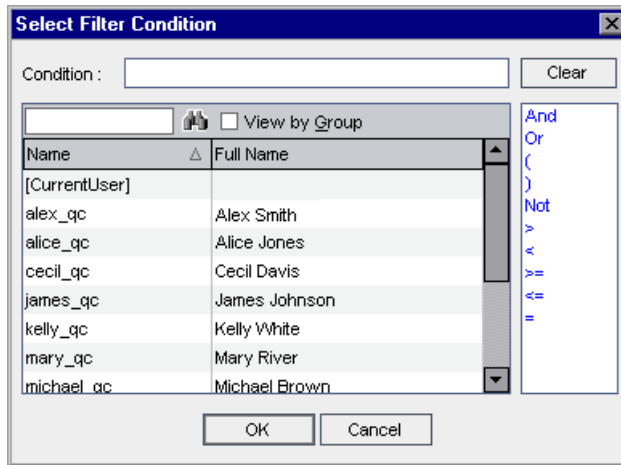 Select Filter Condition
Condition :
Clear
View by Group
Name
Full Name
[CurrentUser]
alex_qc
Alex Smith
alice_qc
Alice Jones
cecil_qc
Cecil Davis
james_qc
James Johnson
kelly_qc
Kelly White
mary_qc
Mary River
michael_qc
Michael Brown
And
Or
(
)
Not
>
<
>=
<=
=
OK
Cancel